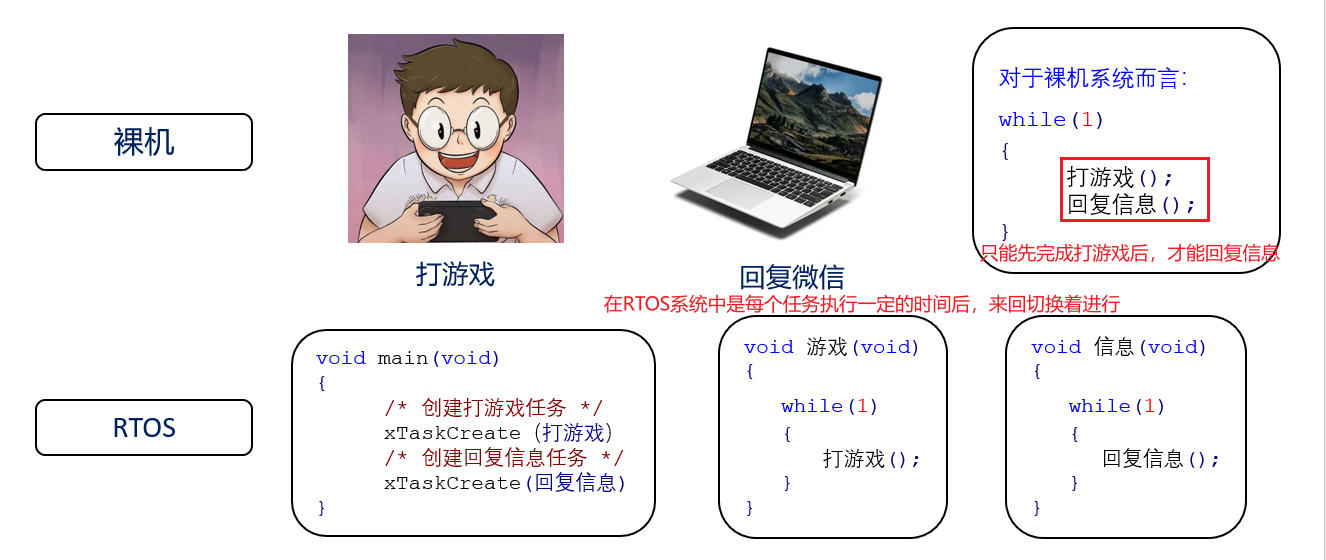 裸机
打游戏
回复微信
对于裸机系统而言:
while(1)
{
打游戏();
回复信息();
}
只能先完成打游戏后，才能回复信息
在RTOS系统中是每个任务执行一定的时间后，来回切换着进行
RTOS
void main(void)
{
/* 创建打游戏任务 */
xTaskCreate（打游戏）
/* 创建回复信息任务 */
xTaskCreate(回复信息)
}
void 游戏(void)
{
while(1)
{
打游戏();
}
}
void 信息(void)
{
while(1)
{
回复信息();
}
}